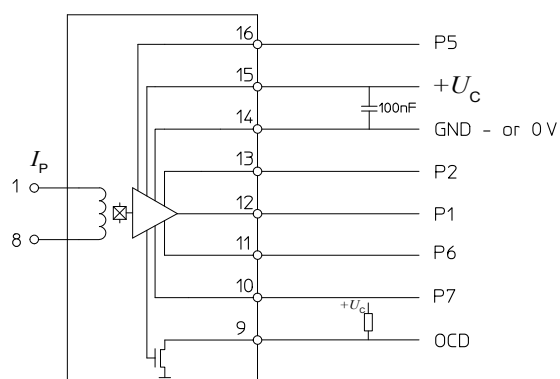 16 P5
15 +U_C
100nF
14 GND - or 0 V
I_P
13 P2
1
12 P1
8
11 P6
10 P7
+U_C
9 OCD